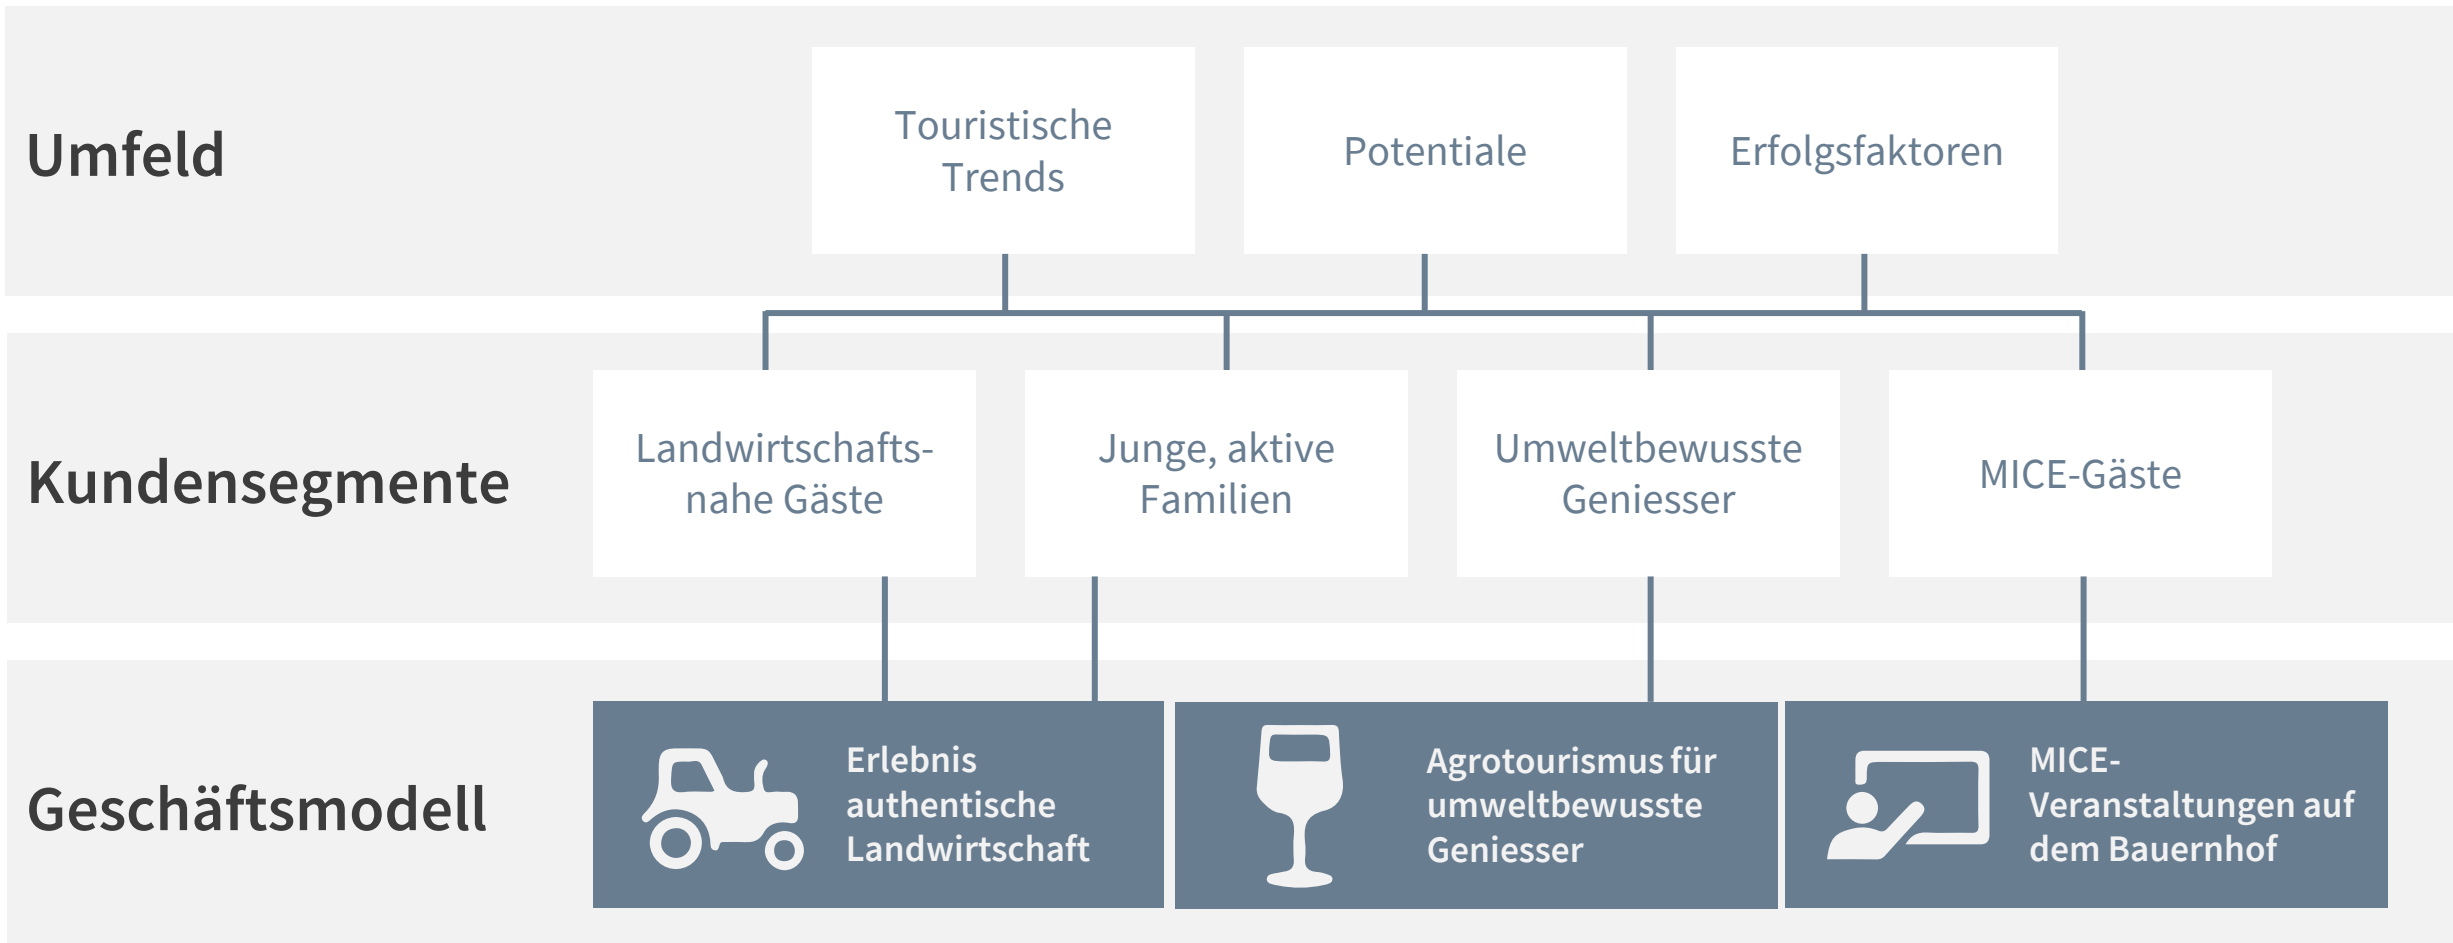 Umfeld
Touristische
Trends
Potentiale
Erfolgsfaktoren
Kundensegmente
Landwirtschafts-
nahe Gäste
Junge, aktive
Familien
Umweltbewusste
Geniesser
MICE-Gäste
Geschäftsmodell
Erlebnis
authentische
Landwirtschaft
Agrotourismus für
umweltbewusste
Geniesser
MICE-
Veranstaltungen auf
dem Bauernhof